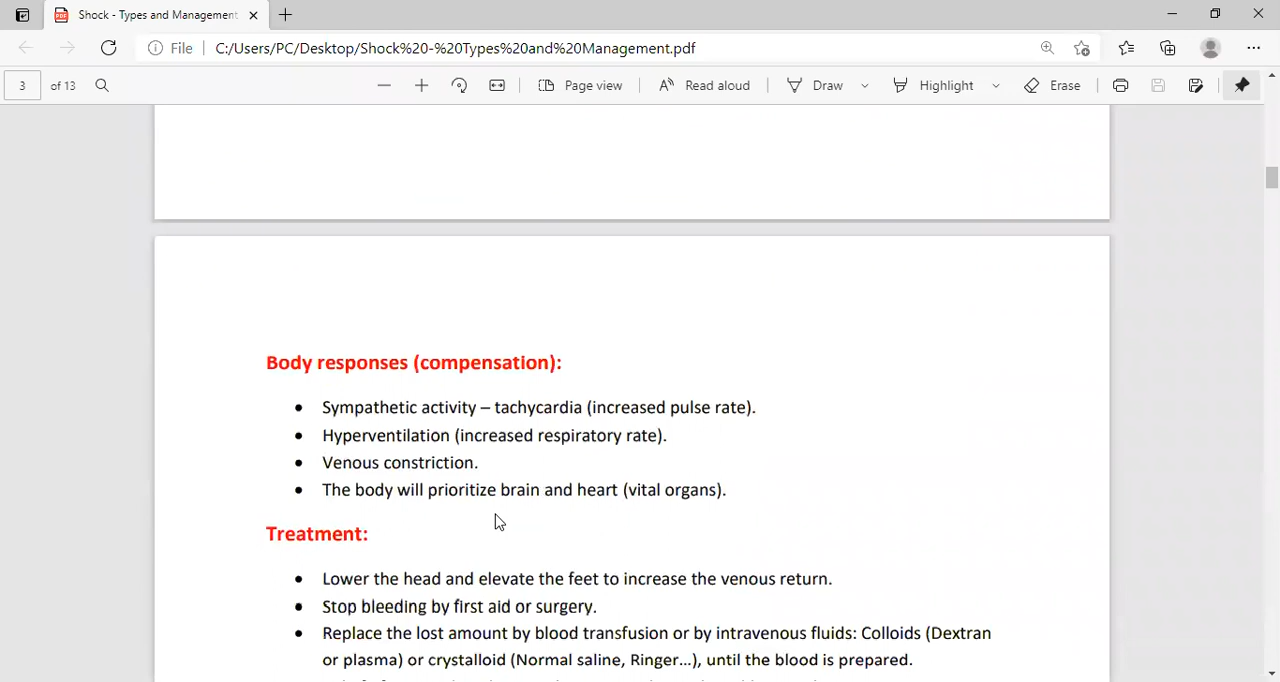 Shock - Types and Management
File
C:/Users/PC/Desktop/Shock%20-%20Types%20and%20Management.pdf
3 of 13
Page view
Read aloud
Draw
Highlight
Erase
Body responses (compensation):
• Sympathetic activity – tachycardia (increased pulse rate).
• Hyperventilation (increased respiratory rate).
• Venous constriction.
• The body will prioritize brain and heart (vital organs).
Treatment:
• Lower the head and elevate the feet to increase the venous return.
• Stop bleeding by first aid or surgery.
• Replace the lost amount by blood transfusion or by intravenous fluids: Colloids (Dextran
or plasma) or crystalloid (Normal saline, Ringer...), until the blood is prepared.